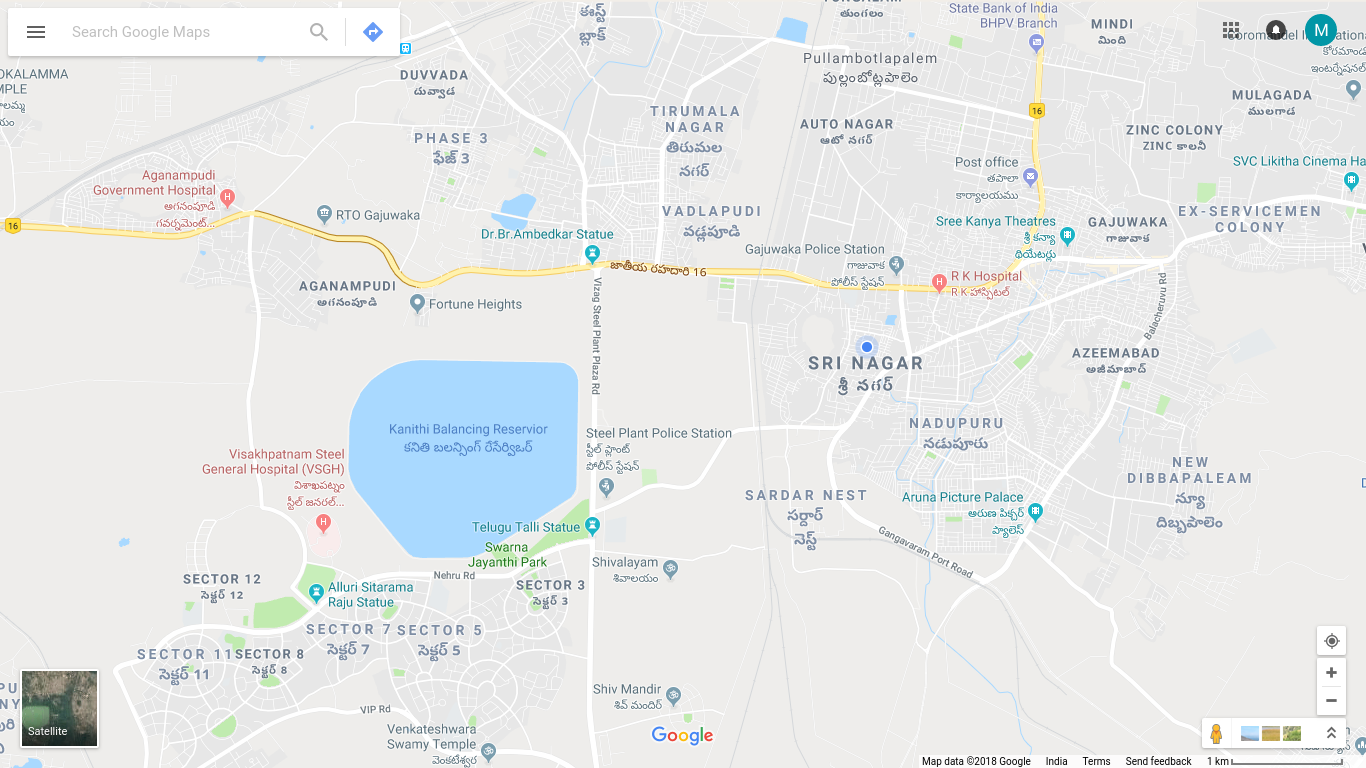 Search Google Maps
ఈస్ట్
బ్లాక్
తుంగలం
State Bank of India
BHPV Branch
MINDI
మింది
M
కోరమాండల్
ఇంటర్నేషనల్
DUVVADA
దువ్వాడ
Pullambotlapalem
పుల్లంబొట్లపాలెం
MULAGADA
ములగాడ
16
TIRUMALA
NAGAR
తిరుమల
నగర్
AUTO NAGAR
ఆటో నగర్
ZINC COLONY
ZINC కాలనీ
PHASE 3
ఫేజ్ 3
Post office
తపాలా
కార్యాలయము
SVC Likitha Cinema Ha
Aganampudi
Government Hospital
అగనంపూడి
గవర్నమెంట్...
RTO Gajuwaka
VADLAPUDI
వడ్లపూడి
Sree Kanya Theatres
శ్రీ కన్యా
థియేటర్లు
GAJUWAKA
గాజువాక
EX-SERVICEMEN
COLONY
16
Dr.Br.Ambedkar Statue
Gajuwaka Police Station
గాజువాక
పోలీస్ స్టేషన్
జాతీయ రహదారి 16
R K Hospital
R K హాస్పిటల్
AGANAMPUDI
అగనంపూడి
Fortune Heights
16
Vizag Steel Plant Plaza Rd
Balacheruvu Rd
SRI NAGAR
శ్రీ నగర్
AZEEMABAD
అజీమాబాద్
Kanithi Balancing Reservior
కనితి బలన్సింగ్ రేసేర్విఒర్
Steel Plant Police Station
స్టీల్ ప్లాంట్
పోలీస్ స్టేషన్
NADUPURU
నడుపూరు
Visakhpatnam Steel
General Hospital (VSGH)
విశాఖపట్నం
స్టీల్ జనరల్...
NEW
DIBBAPALEAM
న్యూ
దిబ్బపాలెం
SARDAR NEST
సర్దార్
నెస్ట్
Aruna Picture Palace
అరుణ పిక్చర్
ప్యాలెస్
Telugu Talli Statue
Swarna
Jayanthi Park
Gangavaram Port Road
Shivalayam
శివాలయం
Nehru Rd
SECTOR 12
సెక్టర్ 12
Alluri Sitarama
Raju Statue
SECTOR 3
సెక్టర్ 3
SECTOR 7
సెక్టర్ 7
SECTOR 5
సెక్టర్ 5
SECTOR 11
సెక్టర్ 11
SECTOR 8
సెక్టర్ 8
Shiv Mandir
శివ్ మందిర్
VIP Rd
Venkateshwara
Swamy Temple
వెంకటేశ్వర
Satellite
Google
Map data ©2018 Google India Terms Send feedback 1 km